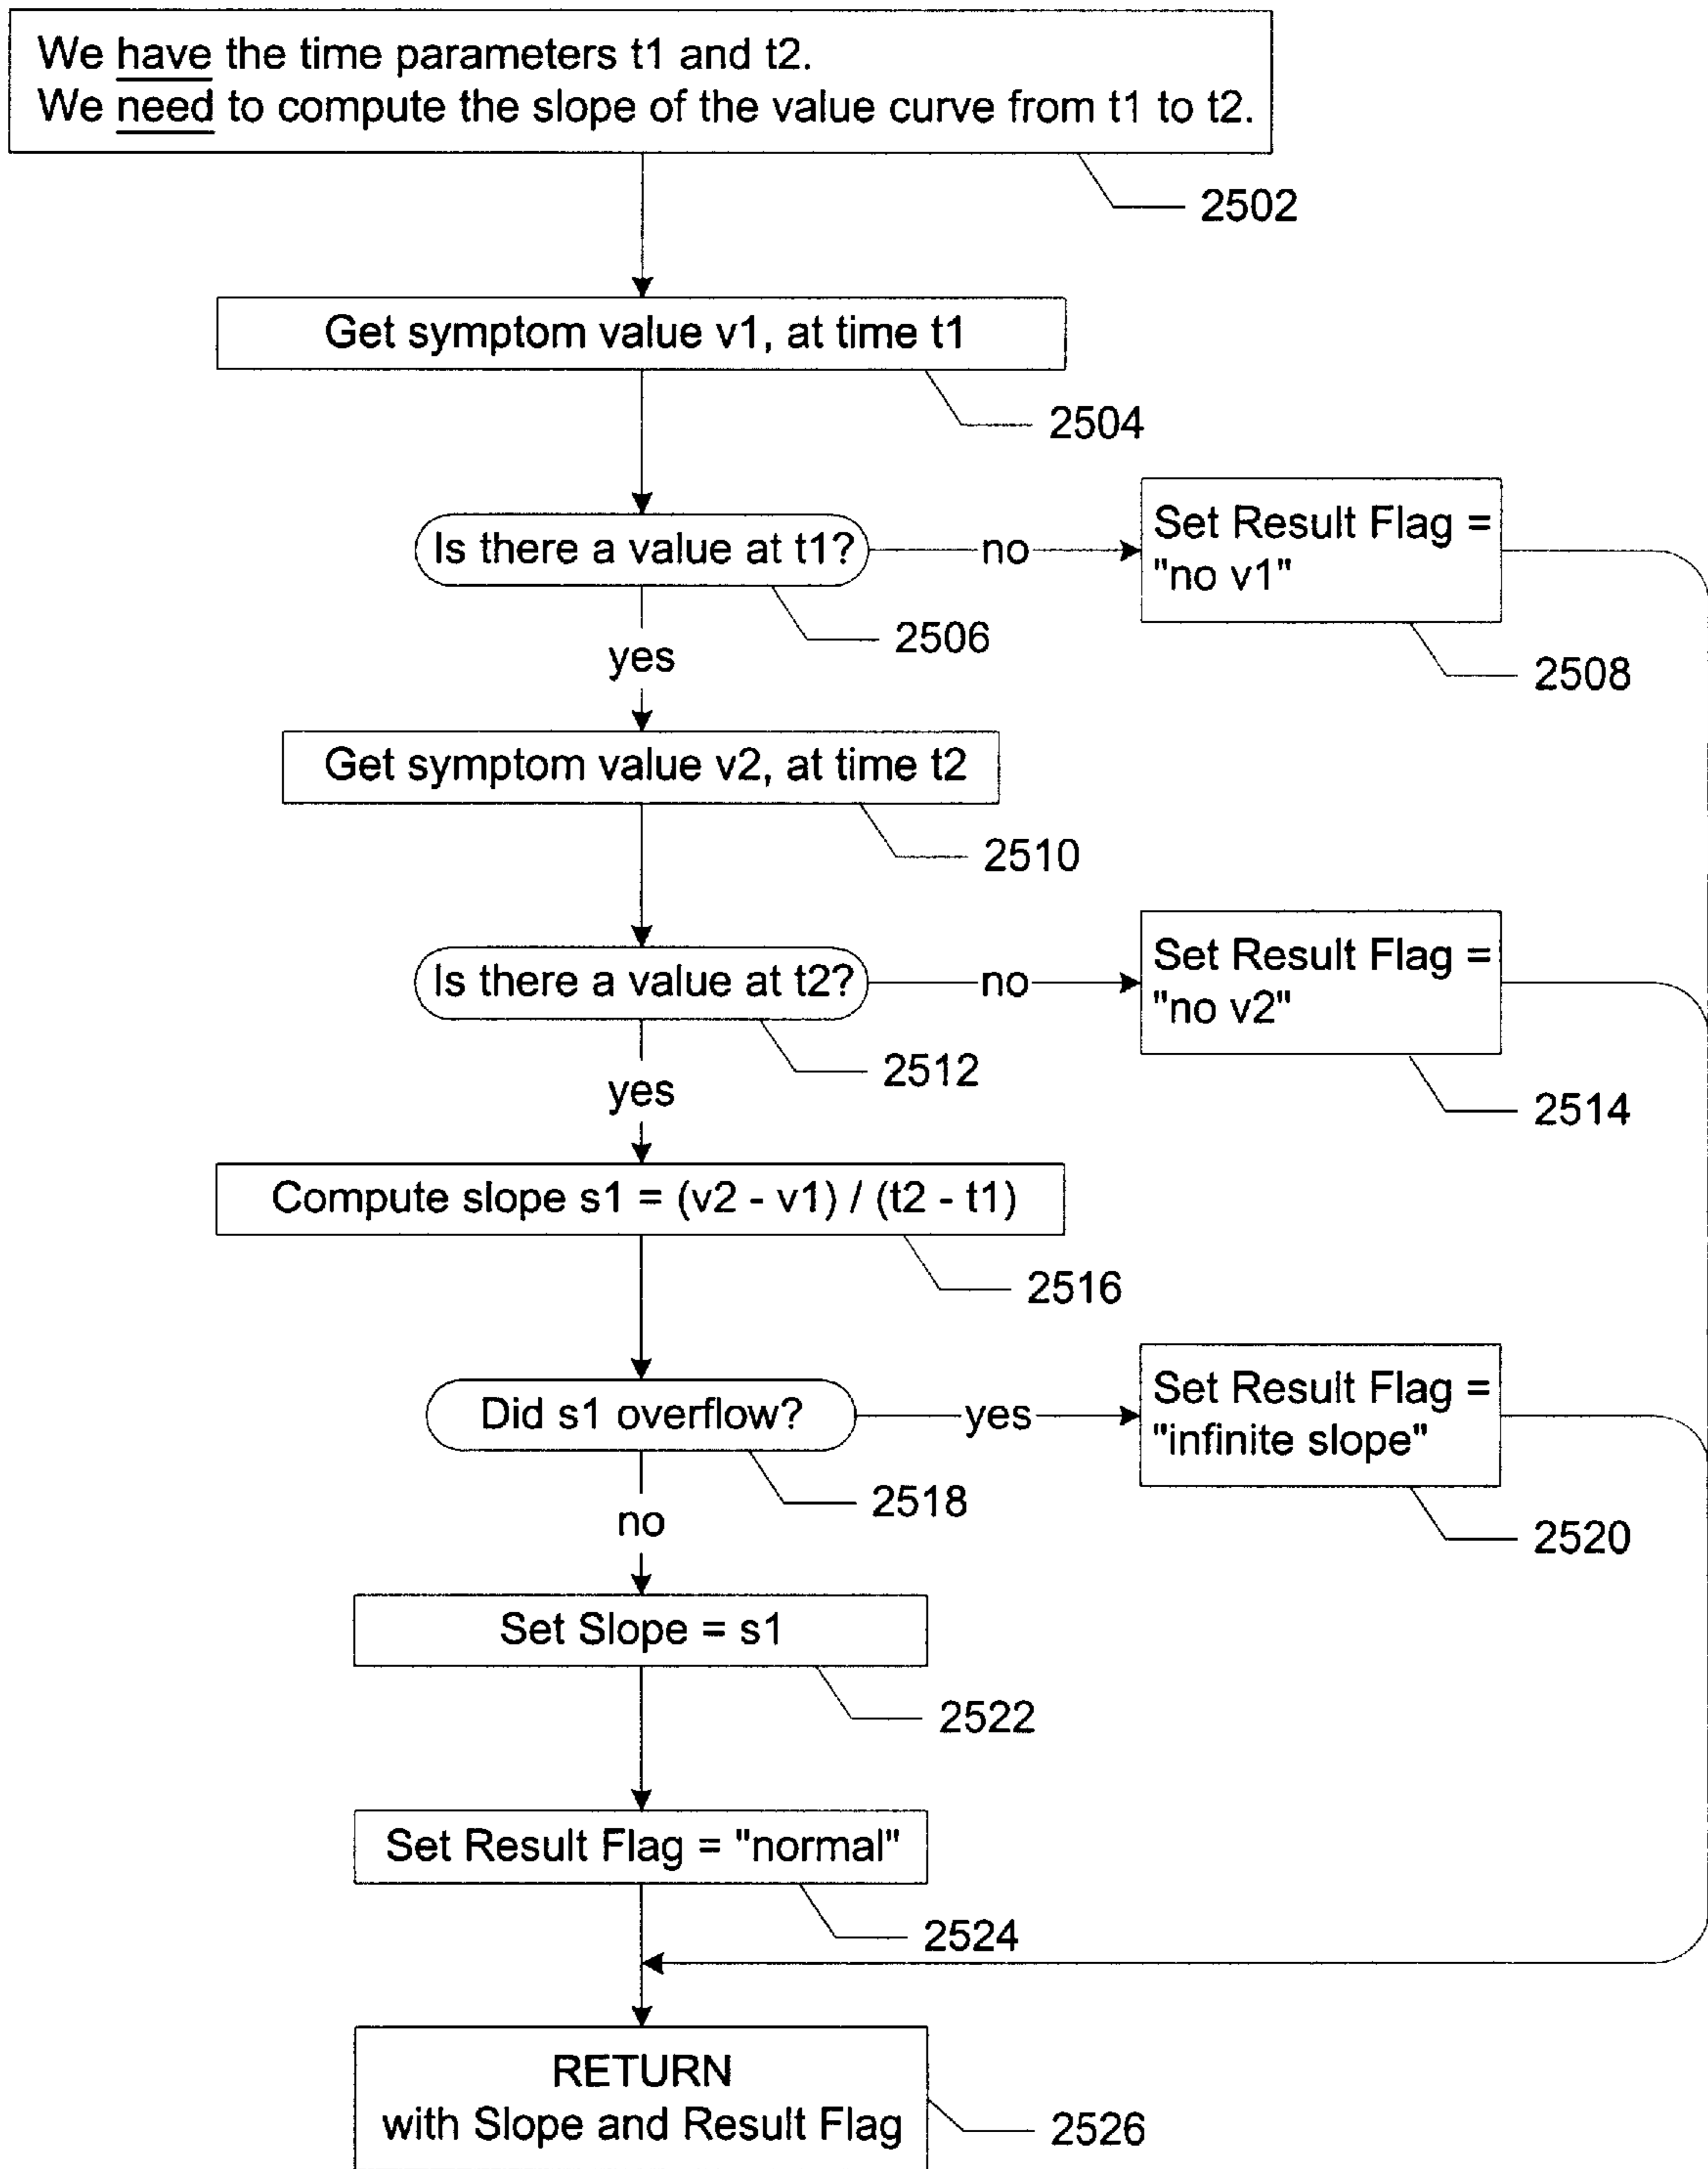 We have the time parameters t1 and t2.
We need to compute the slope of the value curve from t1 to t2.
2502
Get symptom value v1, at time t1
2504
Is there a value at t1?
no
Set Result Flag =
"no v1"
2506
2508
yes
Get symptom value v2, at time t2
2510
Is there a value at t2?
no
Set Result Flag =
"no v2"
2512
2514
yes
Compute slope s1 = (v2 - v1) / (t2 - t1)
2516
Did s1 overflow?
yes
Set Result Flag =
"infinite slope"
2518
2520
no
Set Slope = s1
2522
Set Result Flag = "normal"
2524
RETURN
with Slope and Result Flag
2526